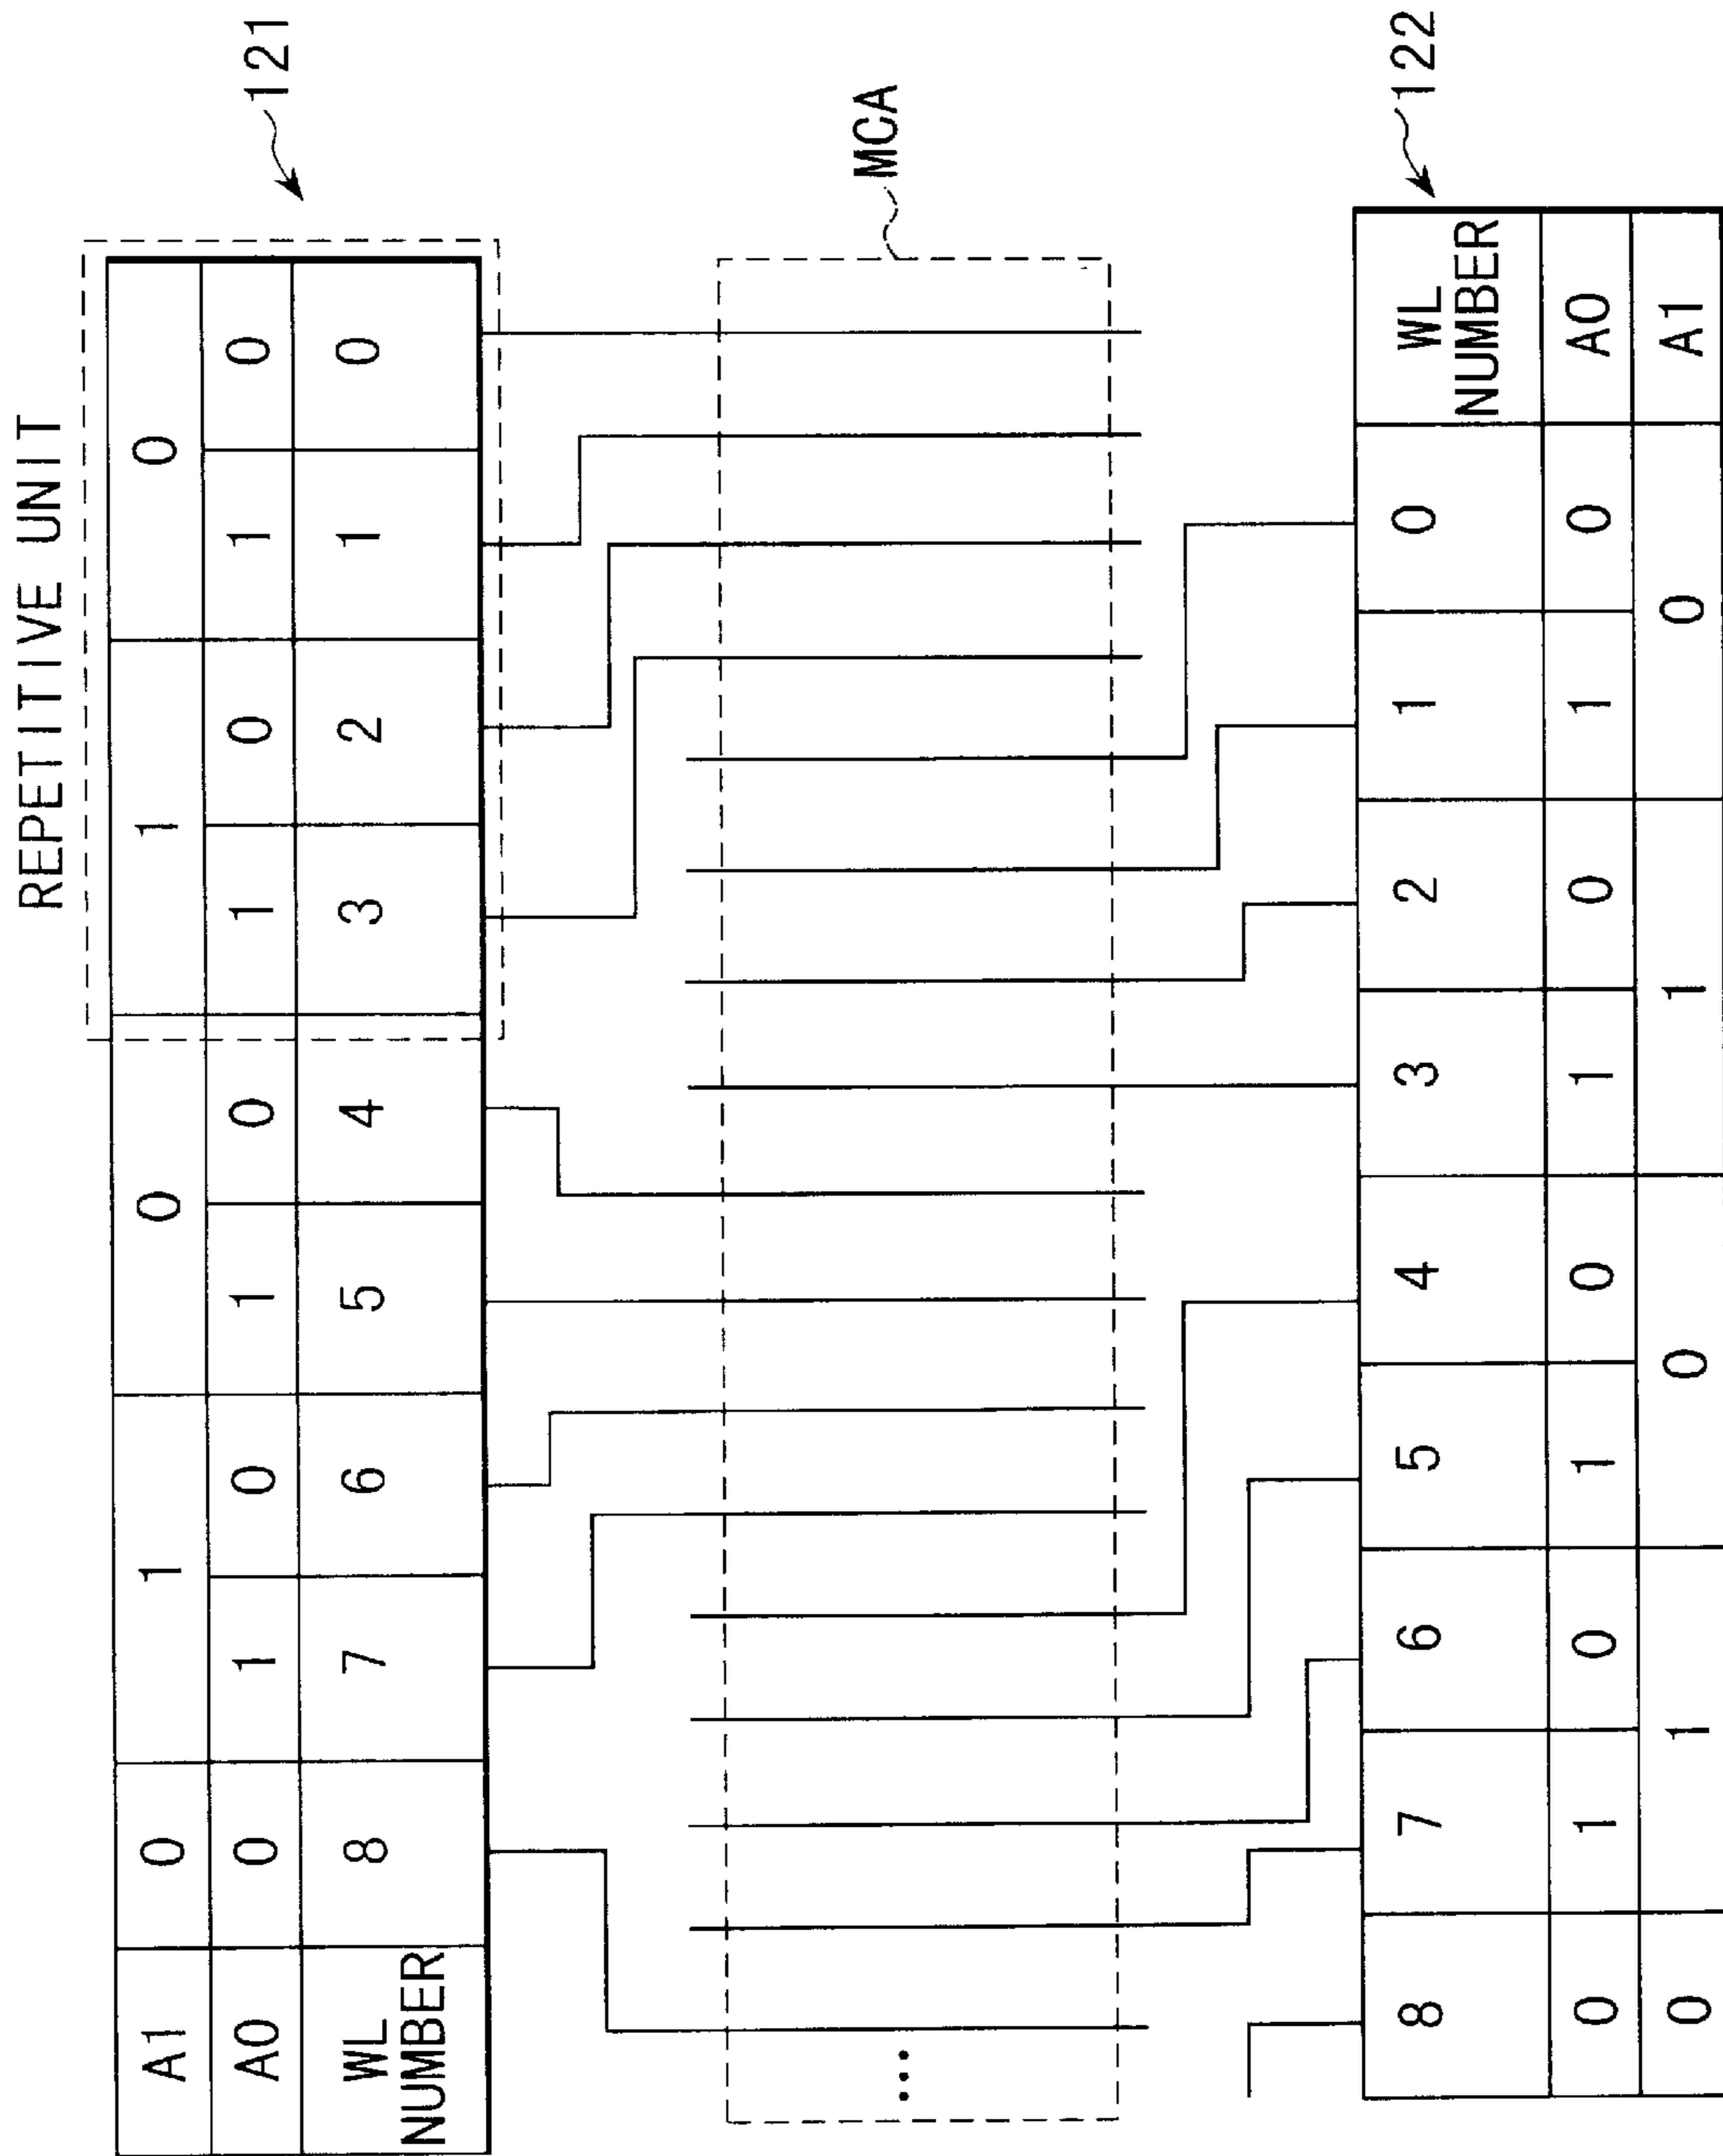 REPETITIVE UNIT
A1 0 1 0 1 0
A0 0 1 0 1 0 1 0 1 0
WL NUMBER 8 7 6 5 4 3 2 1 0
121
MCA
...
122
8 7 6 5 4 3 2 1 0 WL NUMBER
0 1 0 1 0 1 0 1 0 A0
0 1 0 1 0 A1